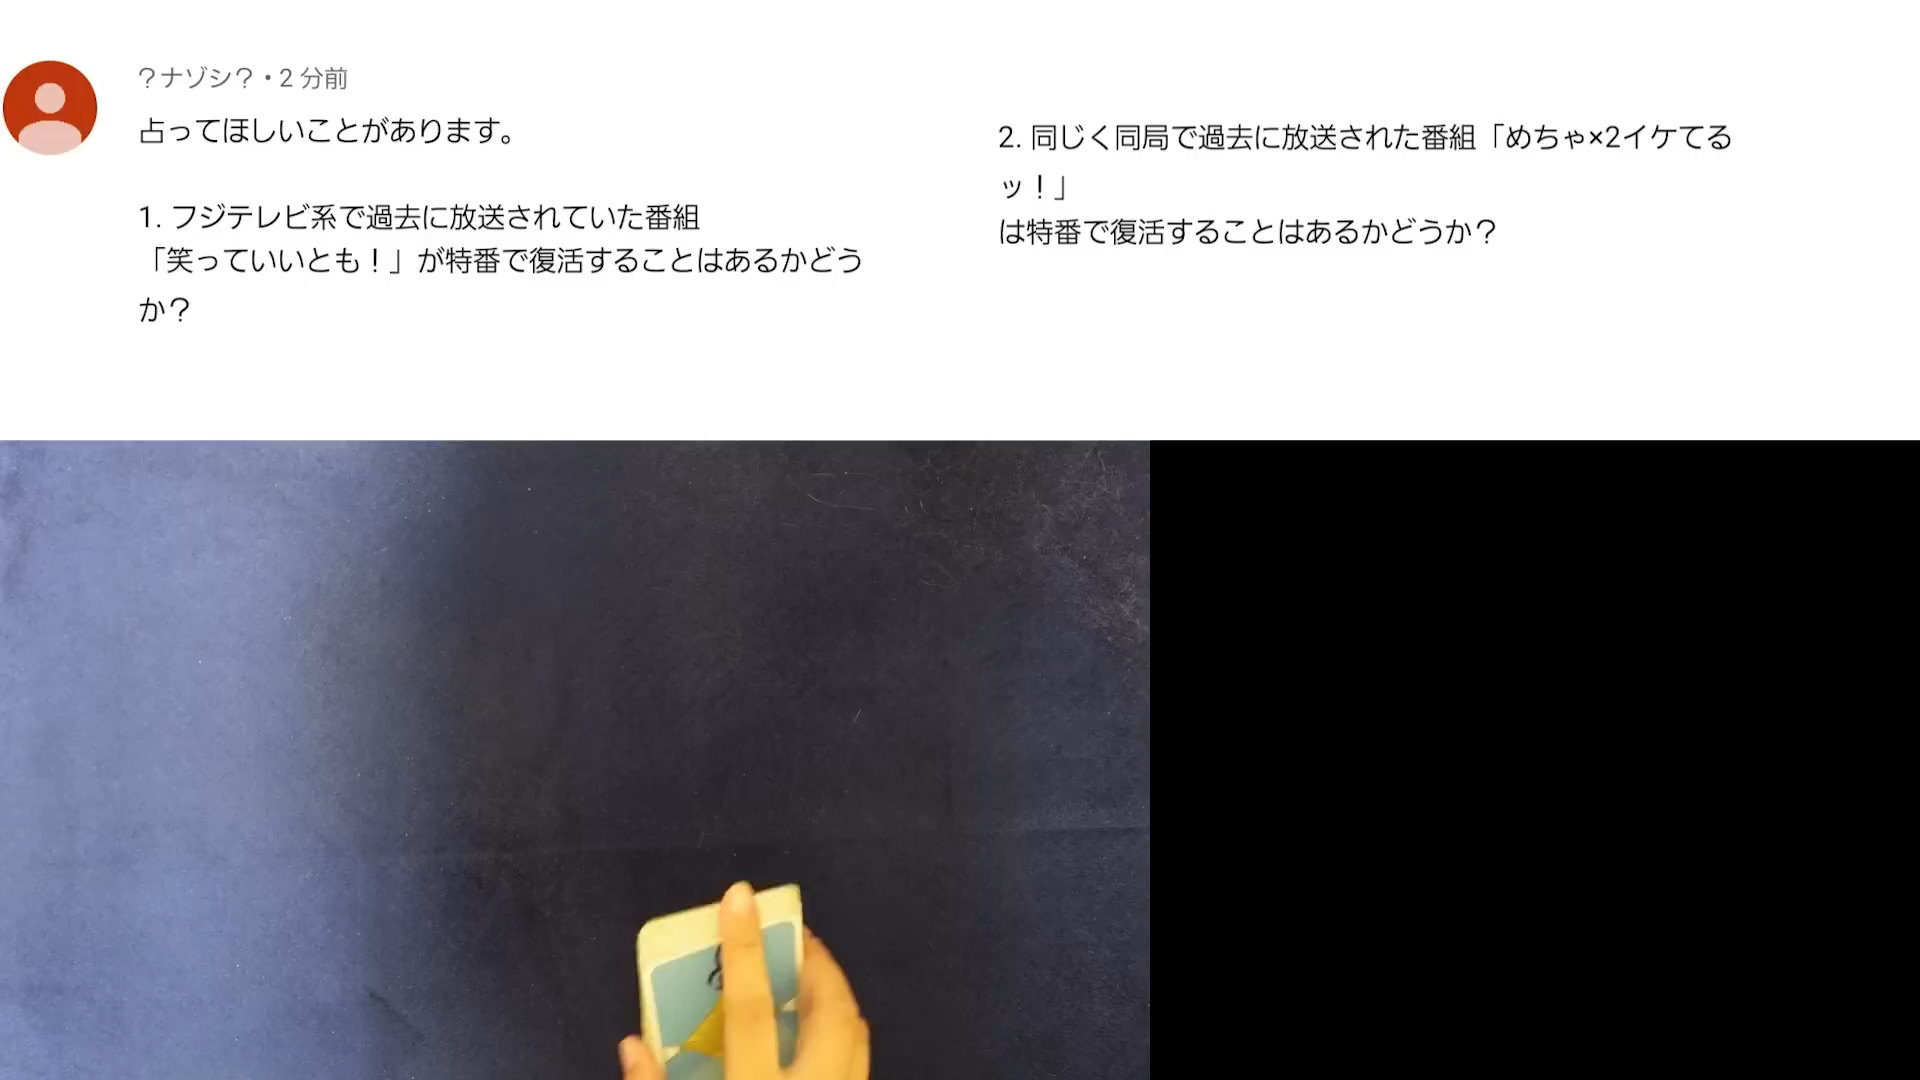 ?ナゾシ?・2 分前
占ってほしいことがあります。
1. フジテレビ系で過去に放送されていた番組
「笑っていいとも！」が特番で復活することはあるかどう
か？
2. 同じく同局で過去に放送された番組「めちゃ×2イケてる
ッ！」
は特番で復活することはあるかどうか？